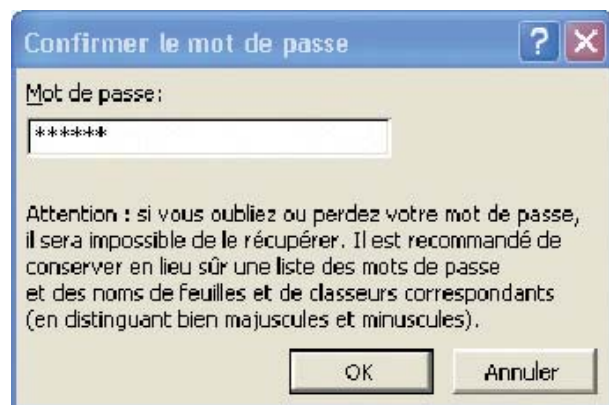 Confirmer le mot de passe
Mot de passe:
******
Attention : si vous oubliez ou perdez votre mot de passe,
il sera impossible de le récupérer. Il est recommandé de
conserver en lieu sûr une liste des mots de passe
et des noms de feuilles et de classeurs correspondants
(en distinguant bien majuscules et minuscules).
OK Annuler